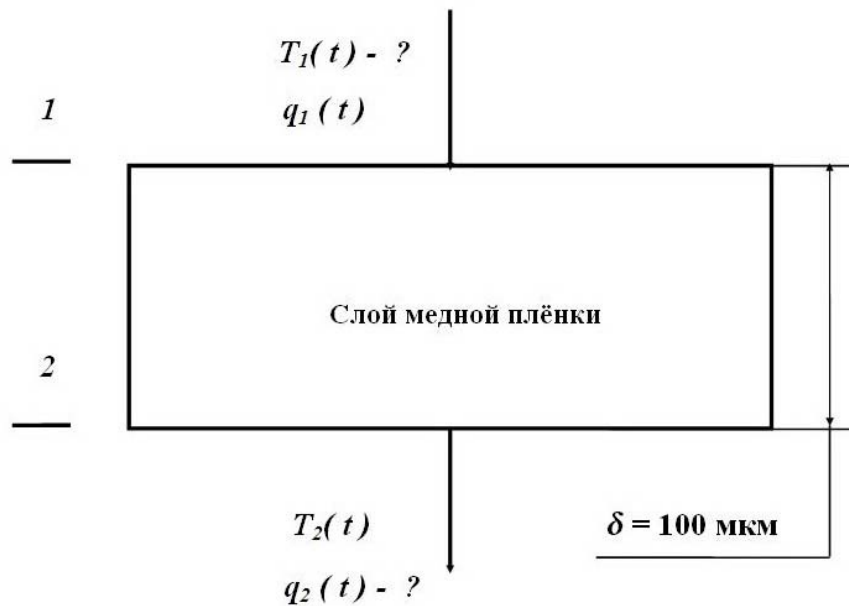 T₁( t ) - ?
1
q₁ ( t )
Слой медной плёнки
2
T₂( t )
δ = 100 мкм
q₂ ( t ) - ?